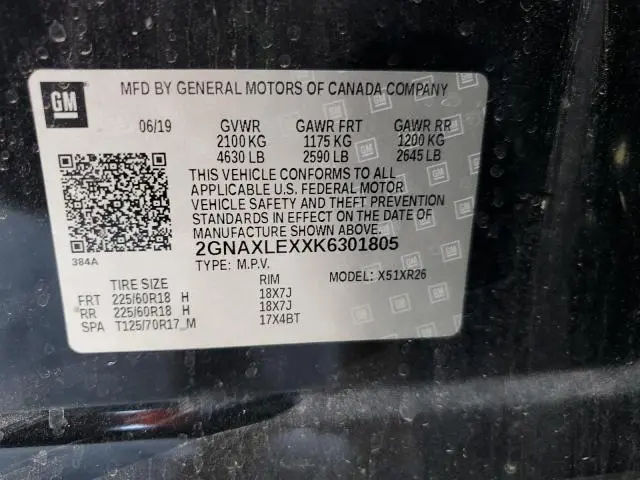 GM
MFD BY GENERAL MOTORS OF CANADA COMPANY
06/19 GVWR GAWR FRT GAWR RR
2100 KG 1175 KG 1200 KG
4630 LB 2590 LB 2645 LB
THIS VEHICLE CONFORMS TO ALL
APPLICABLE U.S. FEDERAL MOTOR
VEHICLE SAFETY AND THEFT PREVENTION
STANDARDS IN EFFECT ON THE DATE OF
MANUFACTURE SHOWN ABOVE.
384A
2GNAXLEXXK6301805
TYPE: M.P.V. MODEL: X51XR26
TIRE SIZE RIM
FRT 225/60R18 H 18X7J
RR 225/60R18 H 18X7J
SPA T125/70R17 M 17X4BT